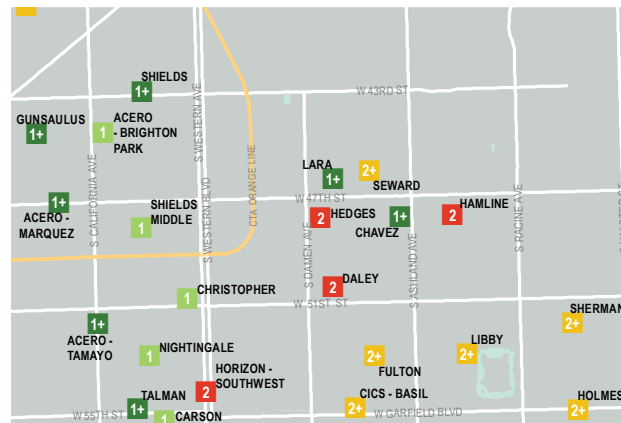 SHIELDS
1+
W 43RD ST
GUNSAULUS
1+
1
ACERO
- BRIGHTON
PARK
S WESTERN AVE
LARA
1+
2+
SEWARD
S CALIFORNIA AVE
CTA ORANGE LINE
W 47TH ST
1+
ACERO -
MARQUEZ
SHIELDS
MIDDLE
1
S WESTERN BLVD
2
HEDGES
1+
CHAVEZ
2
HAMLINE
S RACINE AVE
S DAMEN AVE
S ASHLAND AVE
2
DALEY
1
CHRISTOPHER
W 51ST ST
1+
ACERO -
TAMAYO
SHERMAN
2+
1
NIGHTINGALE
2+
FULTON
LIBBY
2+
HORIZON -
SOUTHWEST
2
TALMAN
1+
CICS - BASIL
2+
HOLMES
2+
W 55TH ST
1
CARSON
W GARFIELD BLVD